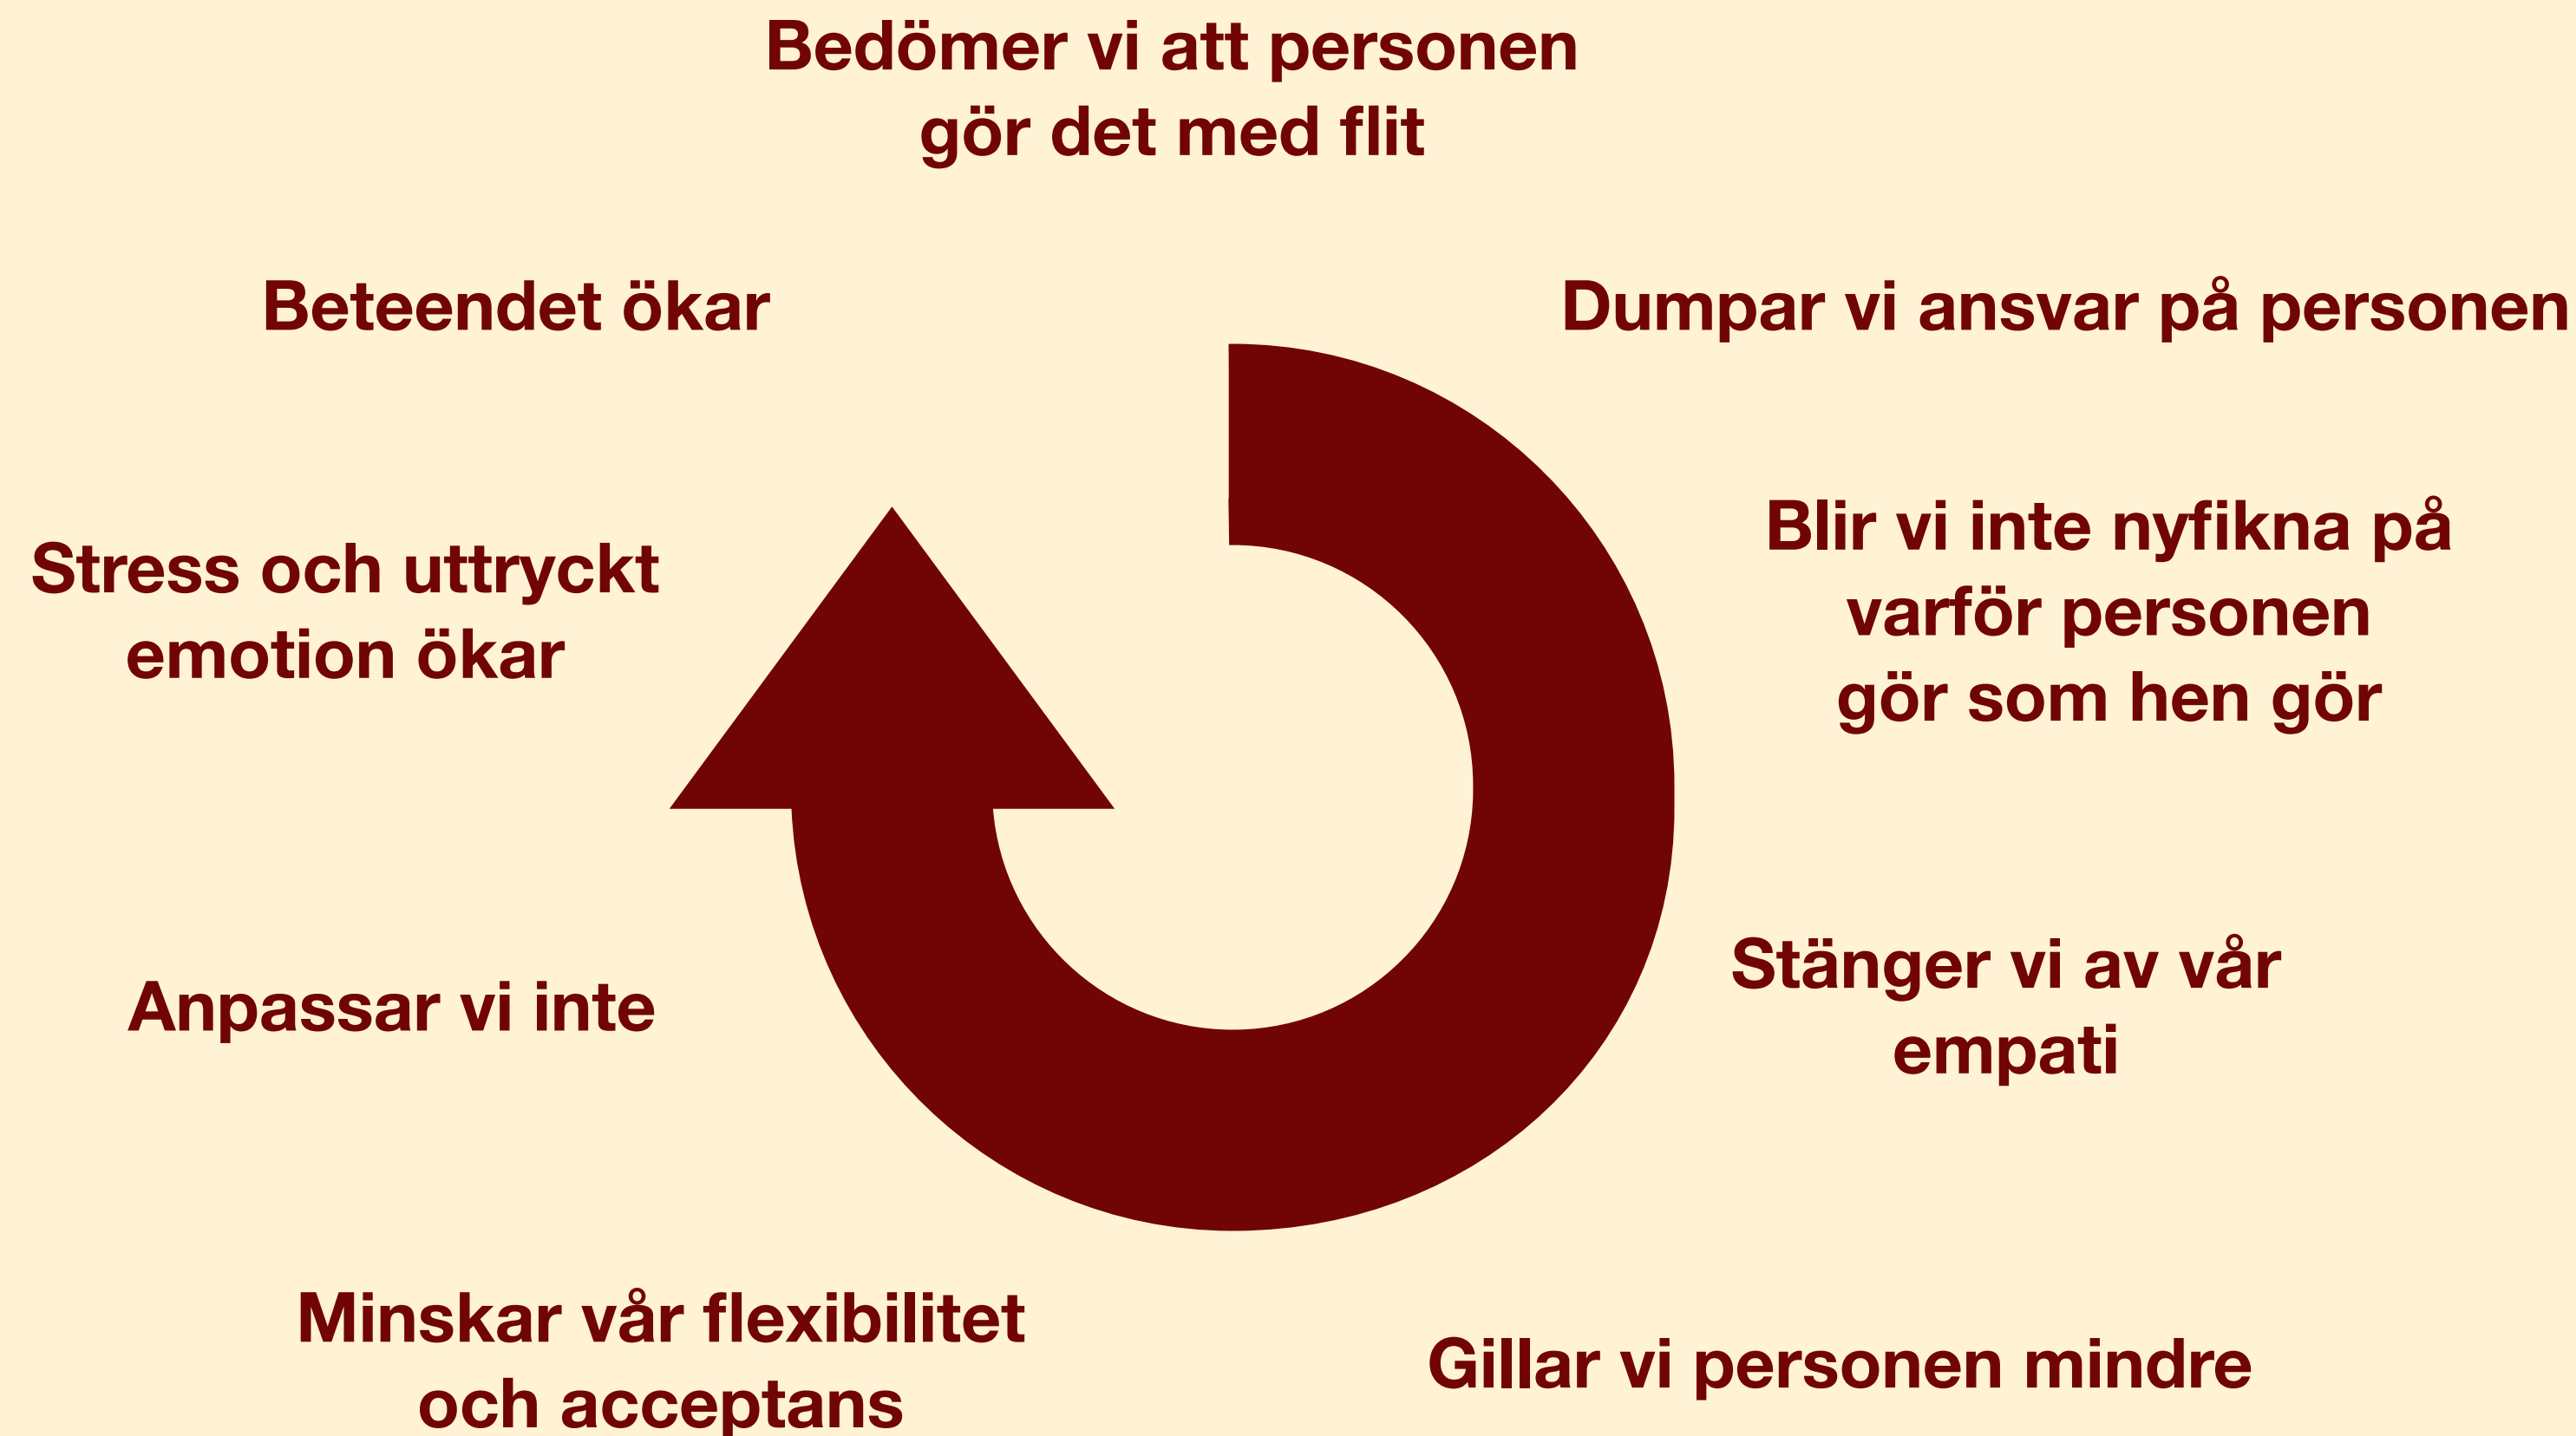 Bedömer vi att personen
gör det med flit
Dumpar vi ansvar på personen
Blir vi inte nyfikna på
varför personen
gör som hen gör
Stänger vi av vår
empati
Gillar vi personen mindre
Minskar vår flexibilitet
och acceptans
Anpassar vi inte
Stress och uttryckt
emotion ökar
Beteendet ökar